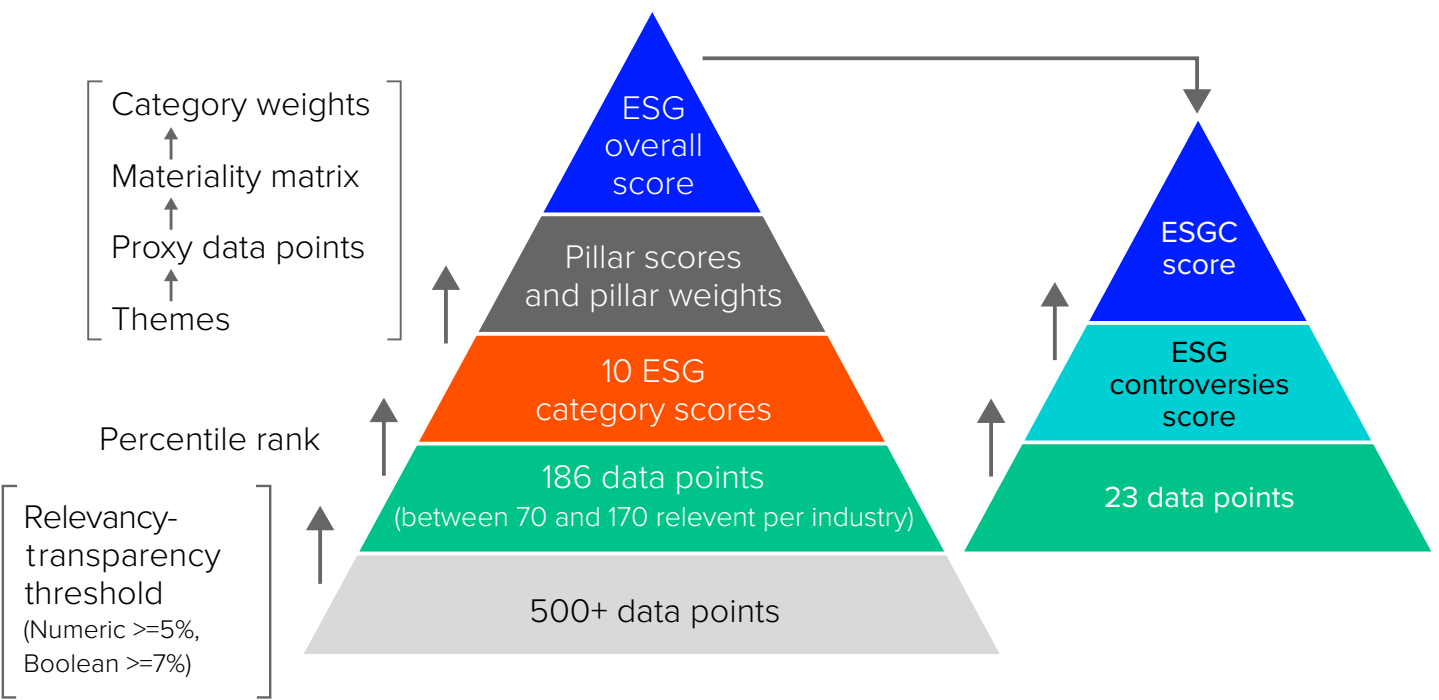 Category weights
Materiality matrix
Proxy data points
Themes
Percentile rank
Relevancy-
transparency
threshold
(Numeric >=5%,
Boolean >=7%)
ESG
overall
score
Pillar scores
and pillar weights
10 ESG
category scores
186 data points
(between 70 and 170 relevent per industry)
500+ data points
ESGC
score
ESG
controversies
score
23 data points